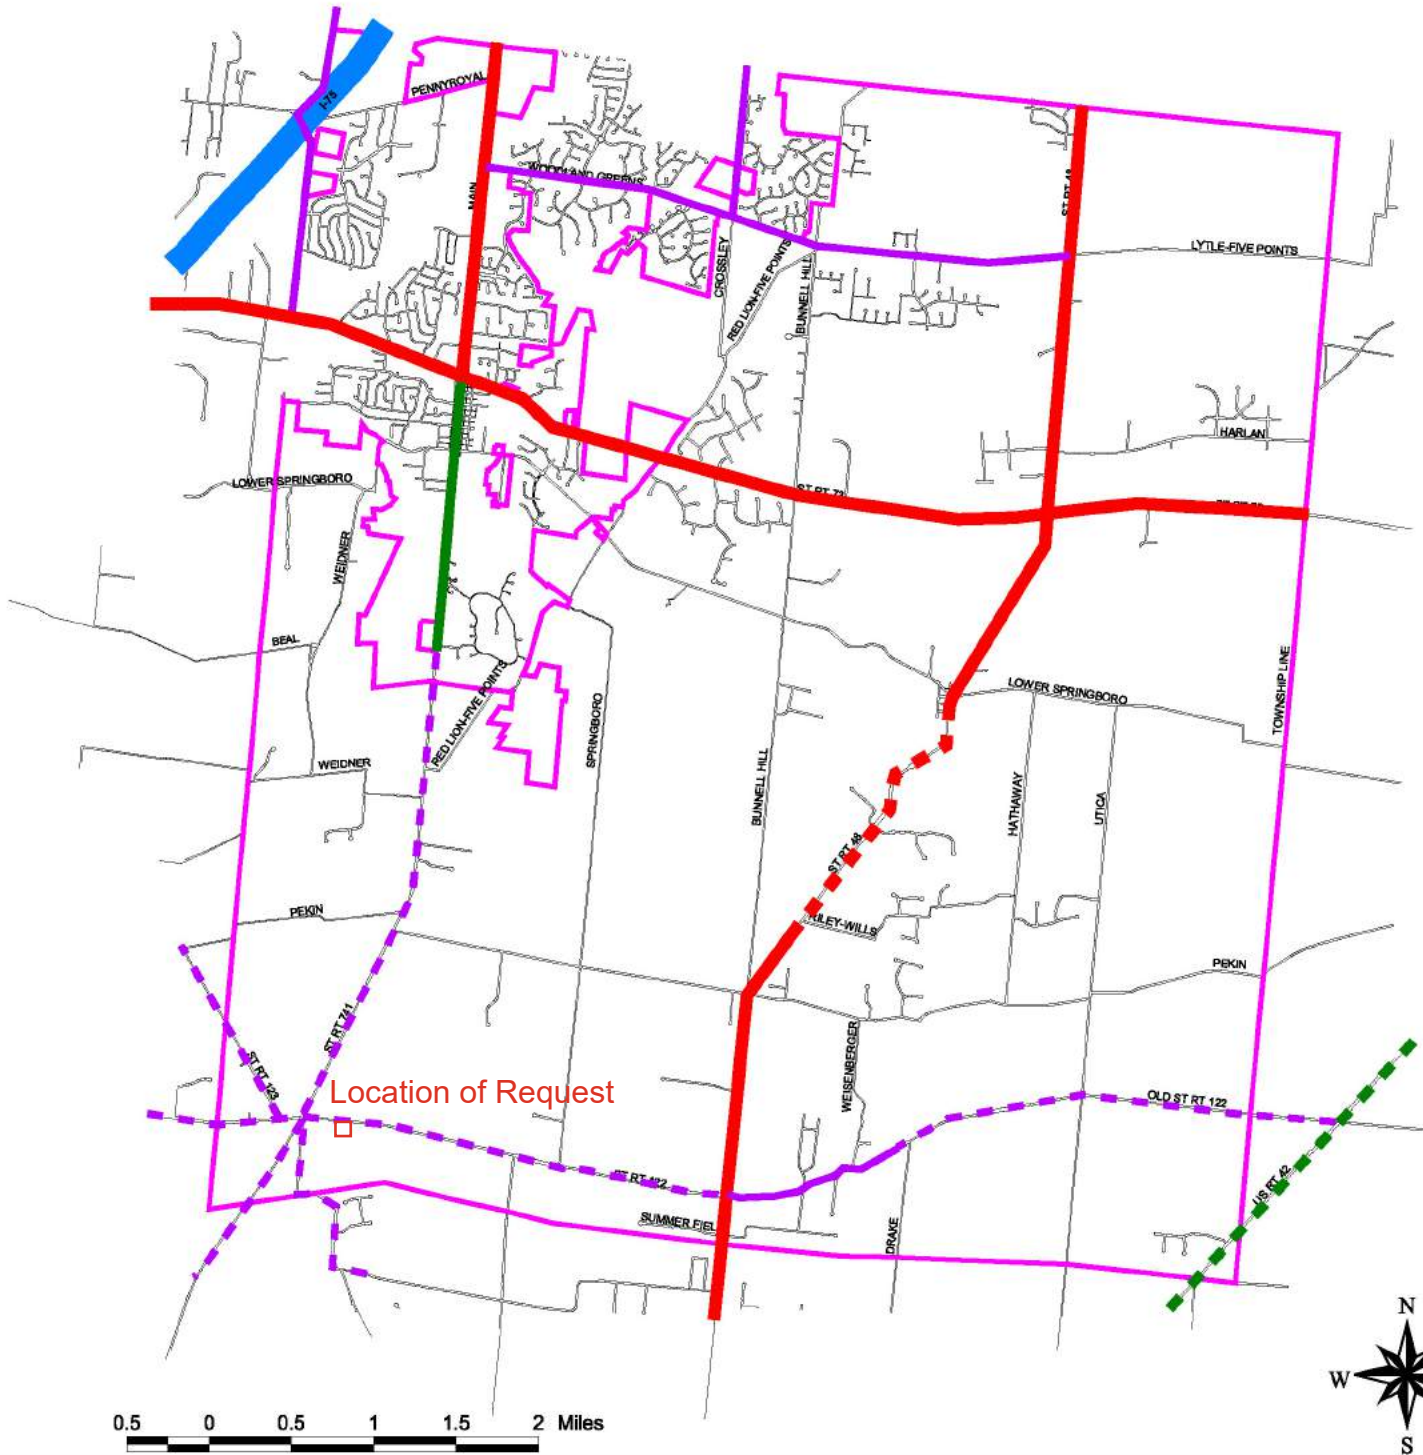 I-75
PENNYROYAL
MAIN
WOODLAND GREENS
ST RT 48
LYTLE-FIVE POINTS
CROSSLEY
RED LION-FIVE POINTS
BUNNELL HILL
HARLAN
LOWER SPRINGBORO
ST RT 73
WEIDNER
BEAL
RED LION-FIVE POINTS
LOWER SPRINGBORO
TOWNSHIP LINE
SPRINGBORO
WEIDNER
BUNNELL HILL
HATHAWAY
UTICA
ST RT 48
PEKIN
RILEY-WILLS
PEKIN
ST RT 741
ST RT 123
Location of Request
WEISENBERGER
OLD ST RT 122
ST RT 122
US RT 42
SUMMER FIEL
DRAKE
N
W
S
0.5 0 0.5 1 1.5 2 Miles